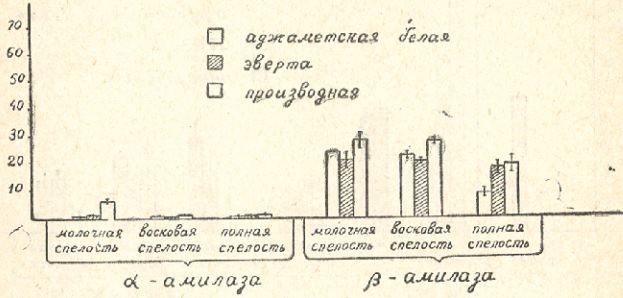 70
60
50
40
30
20
10
аджаметская белая
эверта
производная
молочная спелость
восковая спелость
полная спелость
молочная спелость
восковая спелость
полная спелость
α - амилаза
β - амилаза